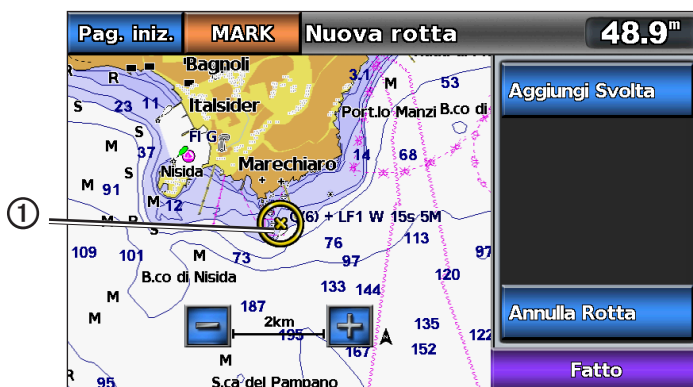 Pag. iniz. MARK Nuova rotta 48.9m
Bagnoli
R R 3.1 M 53
S 23 11 Italsider Port.lo Manzi B.co di
S Fl G
M 37 14 68
Marechiaro
S Nisida
M 91
M 12
① M R Q(6) + LF1 W 15s 5M
S 76 113
109 101 M 73 97 97
B.co di Nisida 120
M 133 144
M 187
2km 135
195 122
M 167 152
R 95 S.ca del Pampano
Aggiungi Svolta
Annulla Rotta
Fatto